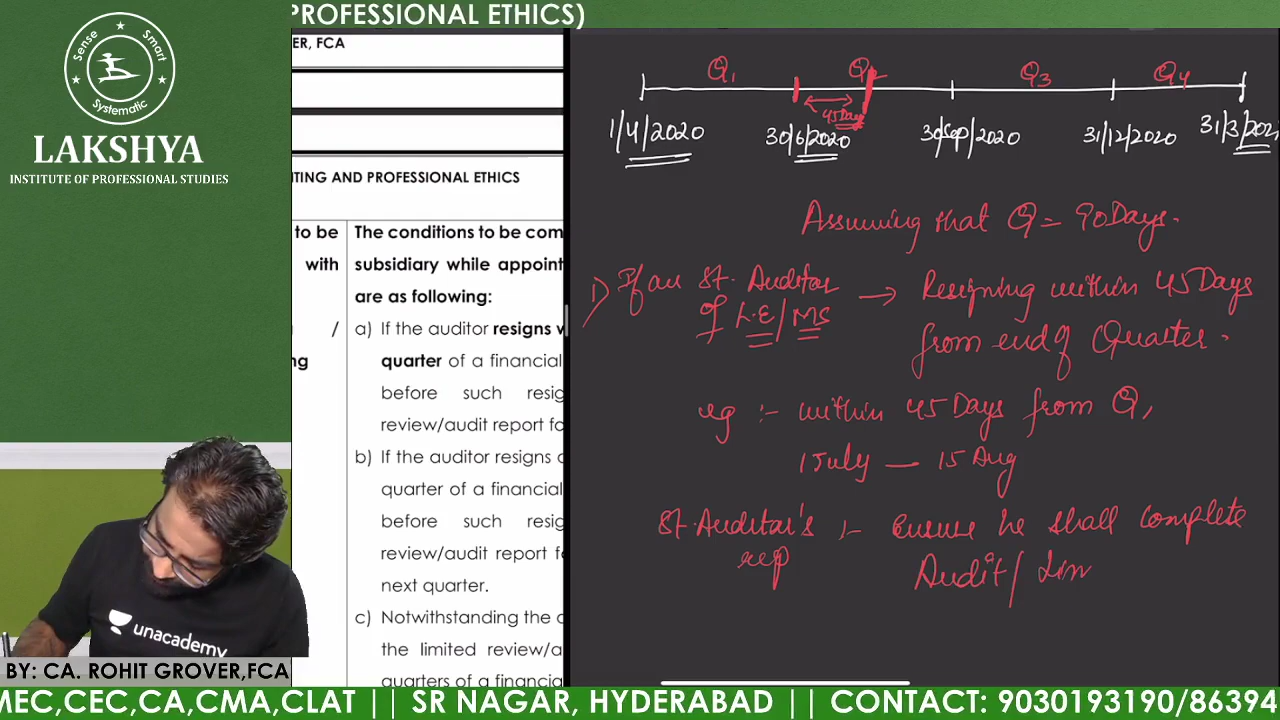 PROFESSIONAL ETHICS)
Sense
Smart
Systematic
LAKSHYA
INSTITUTE OF PROFESSIONAL STUDIES
ER, FCA
TING AND PROFESSIONAL ETHICS
to be
with
/
ng
The conditions to be com
subsidiary while appoint
are as following:
a) If the auditor resigns w
quarter of a financial
before such resig
review/audit report fo
b) If the auditor resigns a
quarter of a financial
before such resig
review/audit report f
next quarter.
c) Notwithstanding the a
the limited review/a
quarters of a financia
Q1 Q2 Q3 Q4
45 Days
1/4/2020 30/6/2020 30/Sep/2020 31/12/2020 31/3/2021
Assuming that Q = 90 Days.
1) If an St. Auditor → Resigning within 45 Days
of L.E/MS
from end of Quarter.
eg :- within 45 Days from Q1
1 July — 15 Aug
St. Auditor's :- Ensure he shall complete
resp
Audit/ Lim
unacademy
BY: CA. ROHIT GROVER,FCA
MEC,CEC,CA,CMA,CLAT || SR NAGAR, HYDERABAD || CONTACT: 9030193190/86394